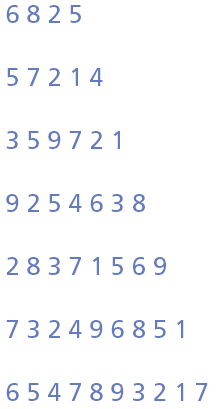 6 8 2 5
5 7 2 1 4
3 5 9 7 2 1
9 2 5 4 6 3 8
2 8 3 7 1 5 6 9
7 3 2 4 9 6 8 5 1
6 5 4 7 8 9 3 2 1 7